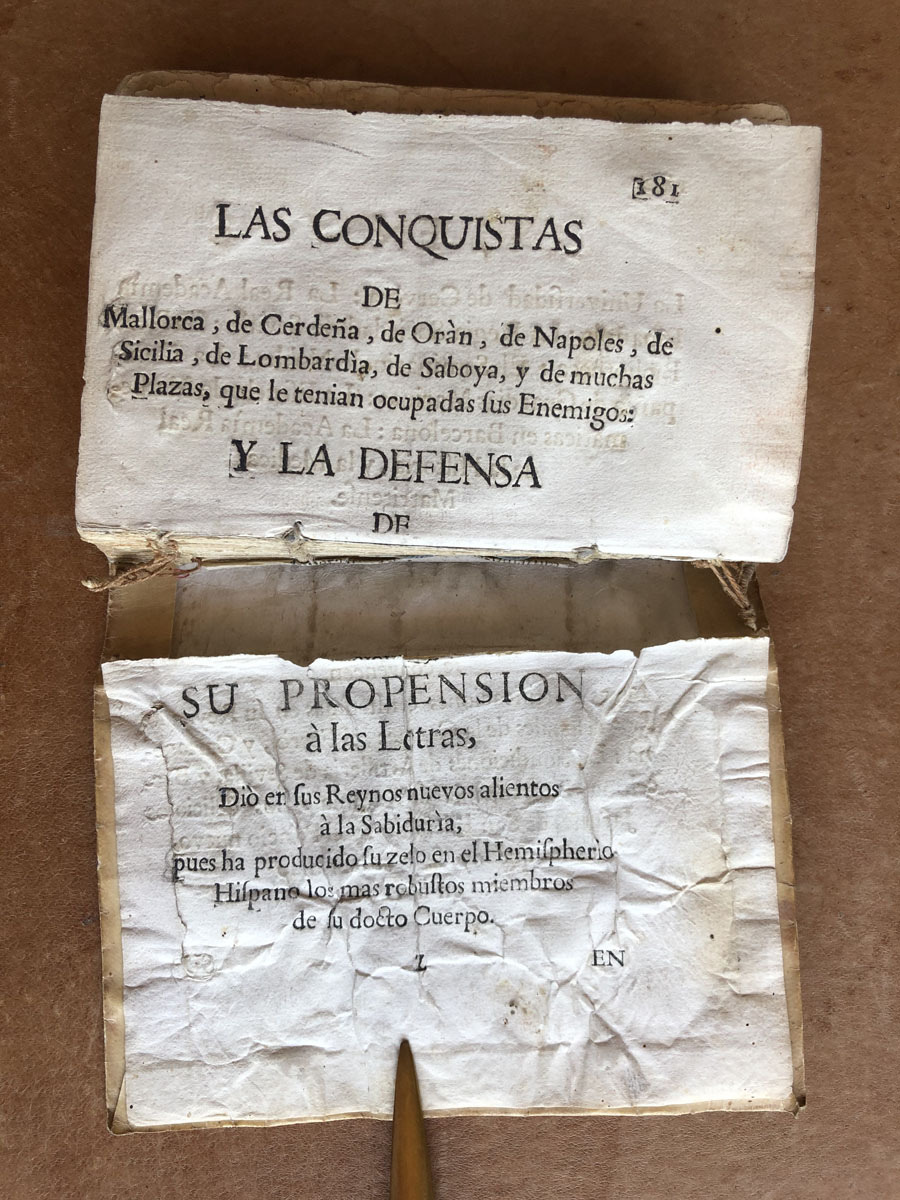 [181
LAS CONQUISTAS
DE
Mallorca, de Cerdeña, de Oràn, de Napoles, de
Sicilia, de Lombardìa, de Saboya, y de muchas
Plazas, que le tenian ocupadas ſus Enemigos:
Y LA DEFENSA
DE
SU PROPENSION
à las Letras,
Diò en ſus Reynos nuevos alientos
à la Sabidurìa,
pues ha producido ſu zelo en el Hemiſpherio
Hiſpano los mas robuſtos miembros
de ſu docto Cuerpo.
Z EN